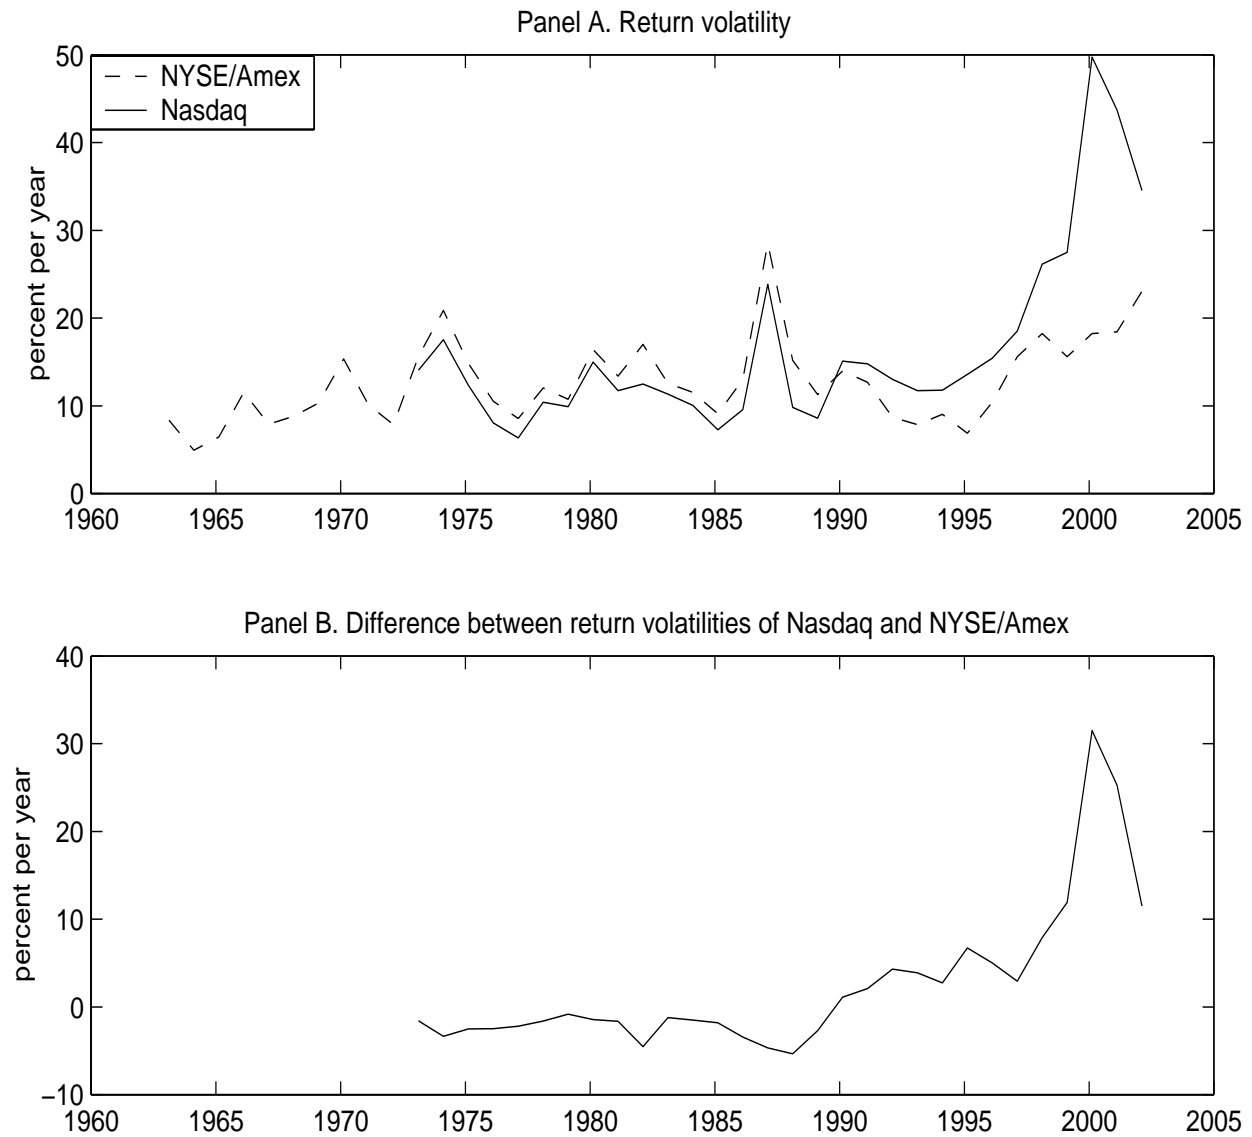 Panel A. Return volatility
50
40
30
20
10
0
percent per year
NYSE/Amex
Nasdaq
1960 1965 1970 1975 1980 1985 1990 1995 2000 2005
Panel B. Difference between return volatilities of Nasdaq and NYSE/Amex
40
30
20
10
0
−10
percent per year
1960 1965 1970 1975 1980 1985 1990 1995 2000 2005